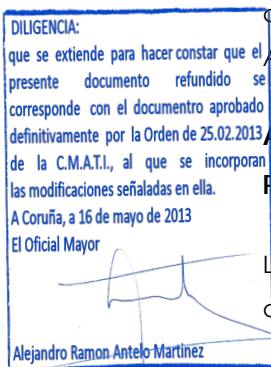 DILIGENCIA:
que se extiende para hacer constar que el
presente documento refundido se
corresponde con el documentro aprobado
definitivamente por la Orden de 25.02.2013
de la C.M.A.T.I., al que se incorporan
las modificaciones señaladas en ella.
A Coruña, a 16 de mayo de 2013
El Oficial Mayor
Alejandro Ramon Antelo Martinez